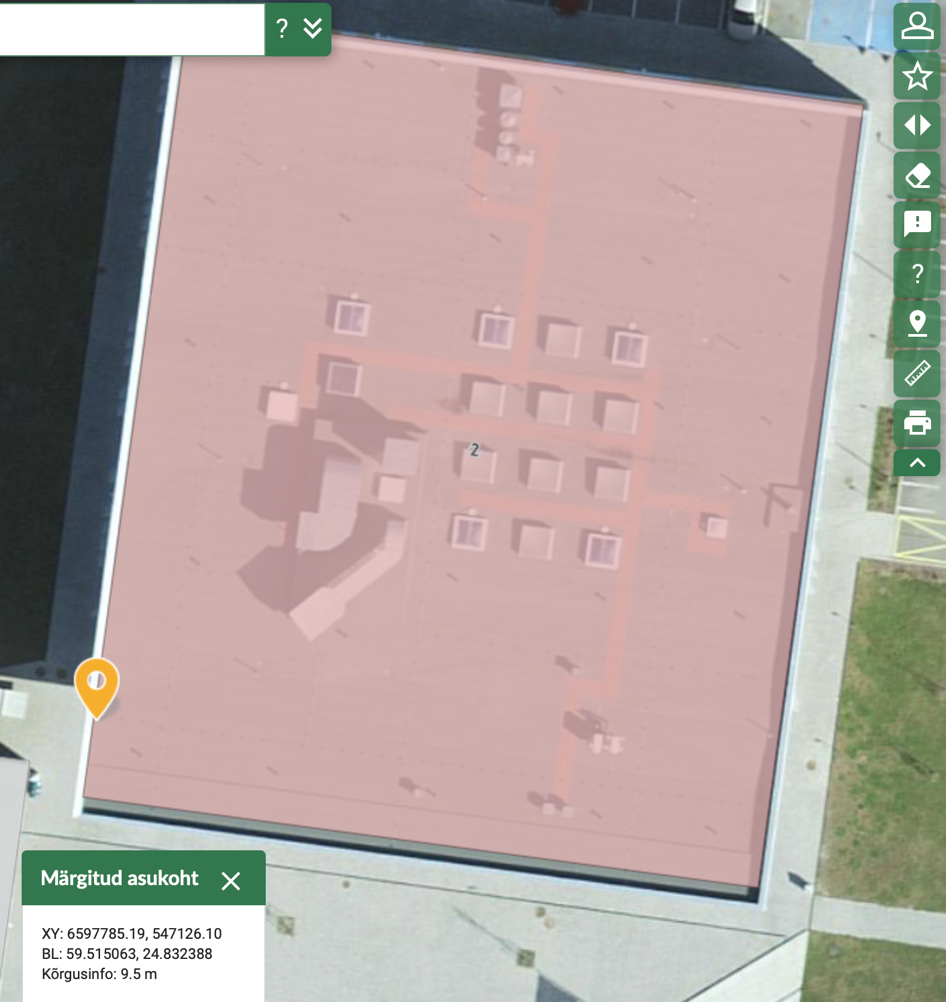 ?
?
2
Märgitud asukoht
XY: 6597785.19, 547126.10
BL: 59.515063, 24.832388
Kõrgusinfo: 9.5 m